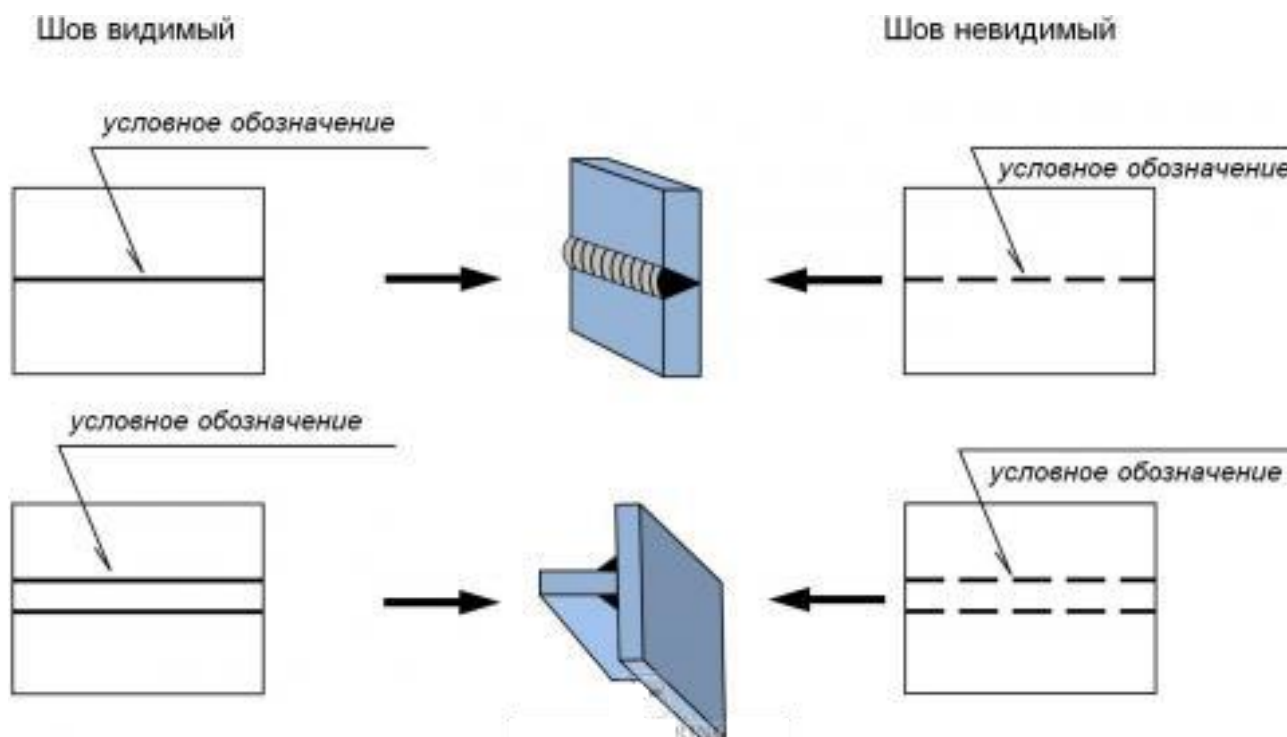 Шов видимый
Шов невидимый
условное обозначение
условное обозначение
условное обозначение
условное обозначение